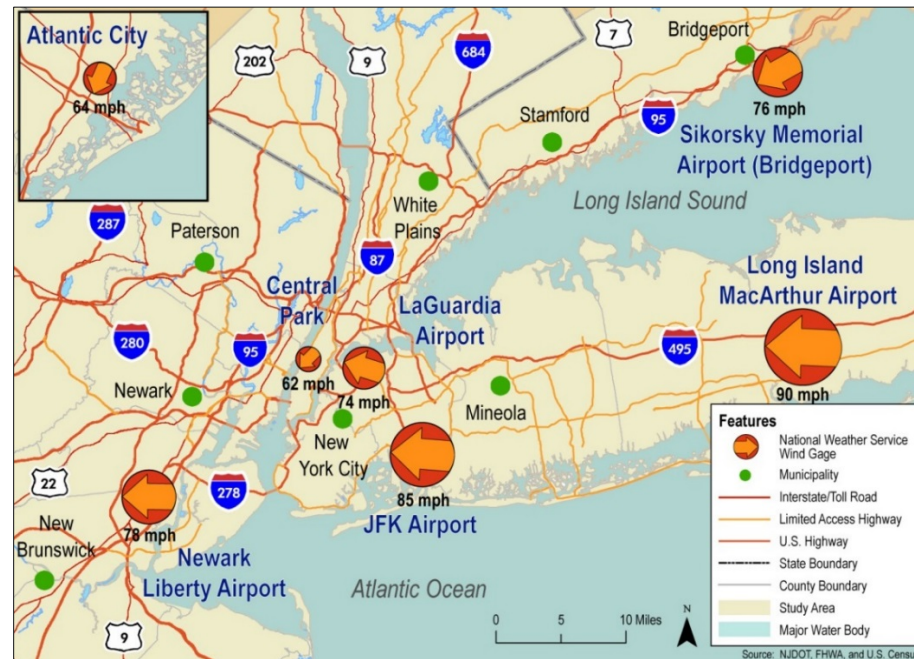 Atlantic City
64 mph
202
9
684
7
Bridgeport
76 mph
95
Sikorsky Memorial
Airport (Bridgeport)
Stamford
White
Plains
Long Island Sound
287
Paterson
87
Central
Park
LaGuardia
Airport
Long Island
MacArthur Airport
280
95
495
62 mph
74 mph
90 mph
Newark
Mineola
New
York City
22
278
85 mph
JFK Airport
78 mph
New
Brunswick
Newark
Liberty Airport
Atlantic Ocean
9
0 5 10 Miles
N
Features
National Weather Service
Wind Gage
Municipality
Interstate/Toll Road
Limited Access Highway
U.S. Highway
State Boundary
County Boundary
Study Area
Major Water Body
Source: NJDOT, FHWA, and U.S. Census